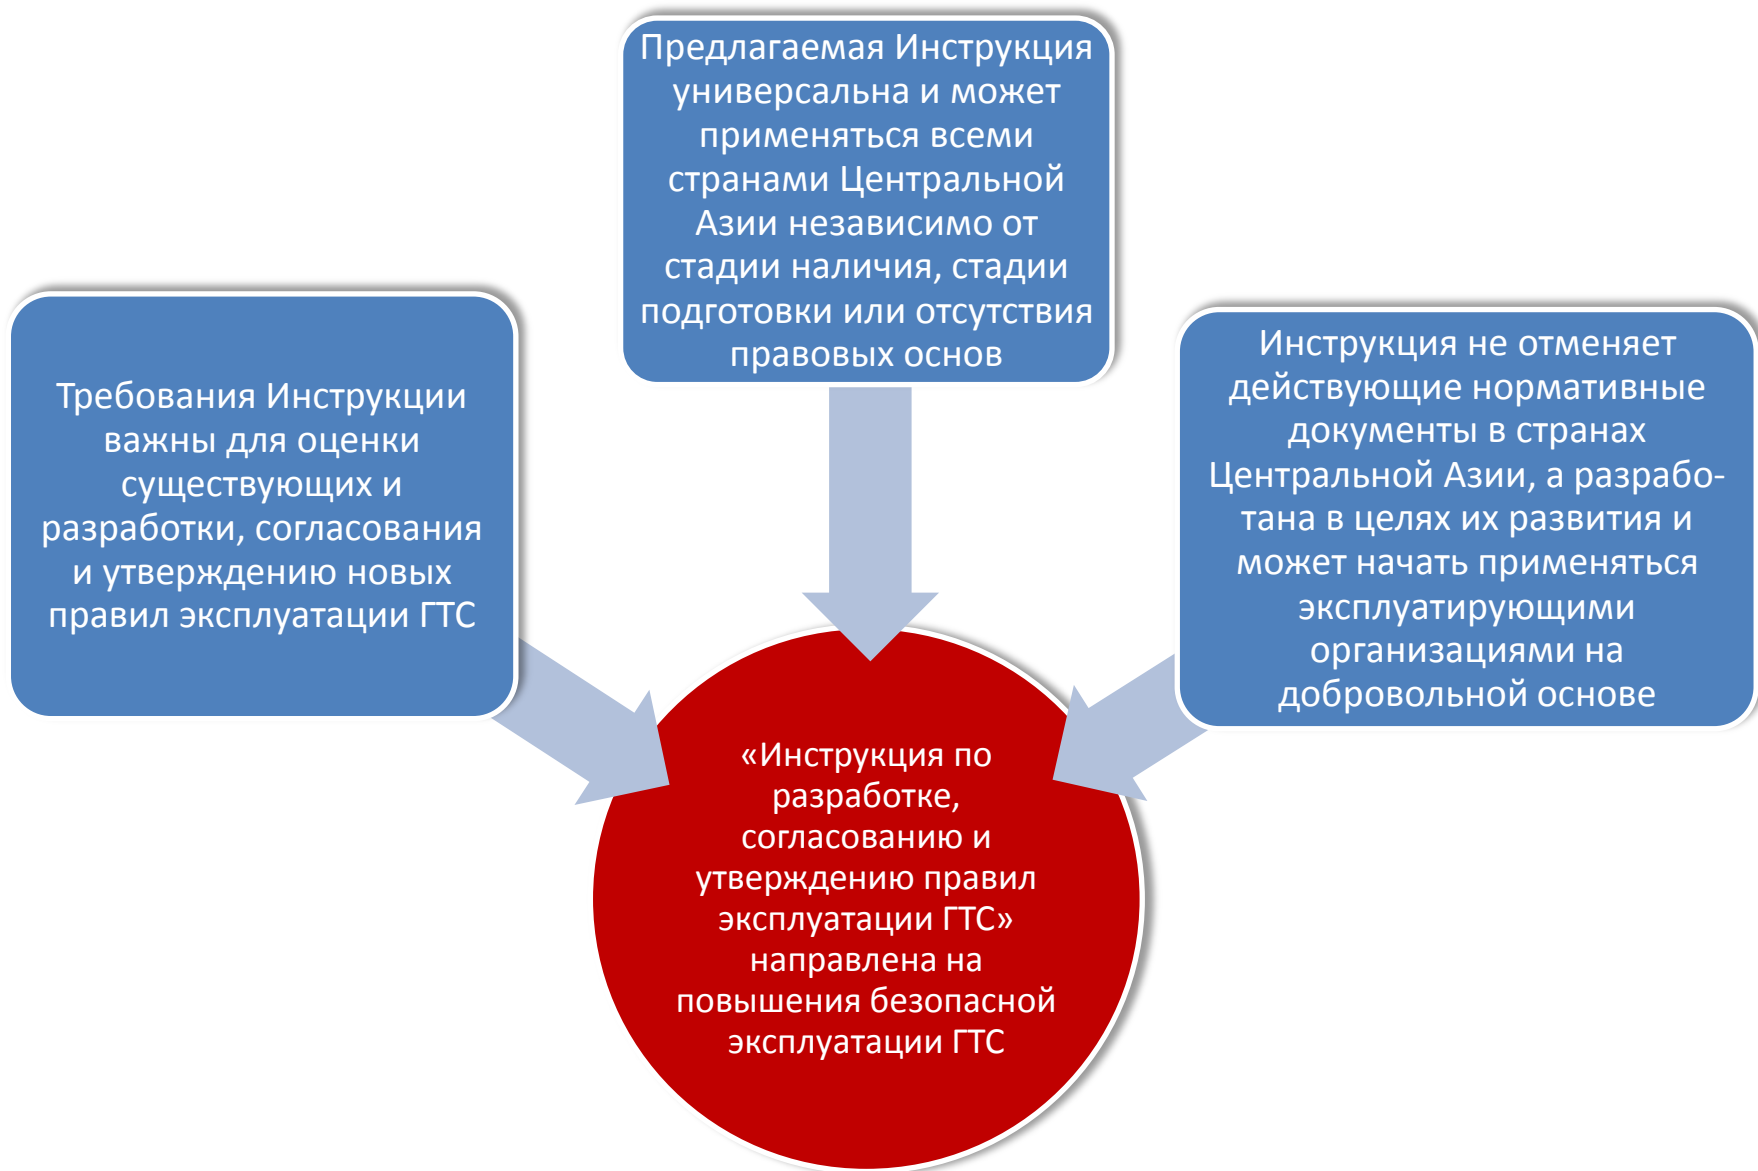 Предлагаемая Инструкция
универсальна и может
применяться всеми
странами Центральной
Азии независимо от
стадии наличия, стадии
подготовки или отсутствия
правовых основ
Требования Инструкции
важны для оценки
существующих и
разработки, согласования
и утверждению новых
правил эксплуатации ГТС
Инструкция не отменяет
действующие нормативные
документы в странах
Центральной Азии, а разрабо-
тана в целях их развития и
может начать применяться
эксплуатирующими
организациями на
добровольной основе
«Инструкция по
разработке,
согласованию и
утверждению правил
эксплуатации ГТС»
направлена на
повышения безопасной
эксплуатации ГТС